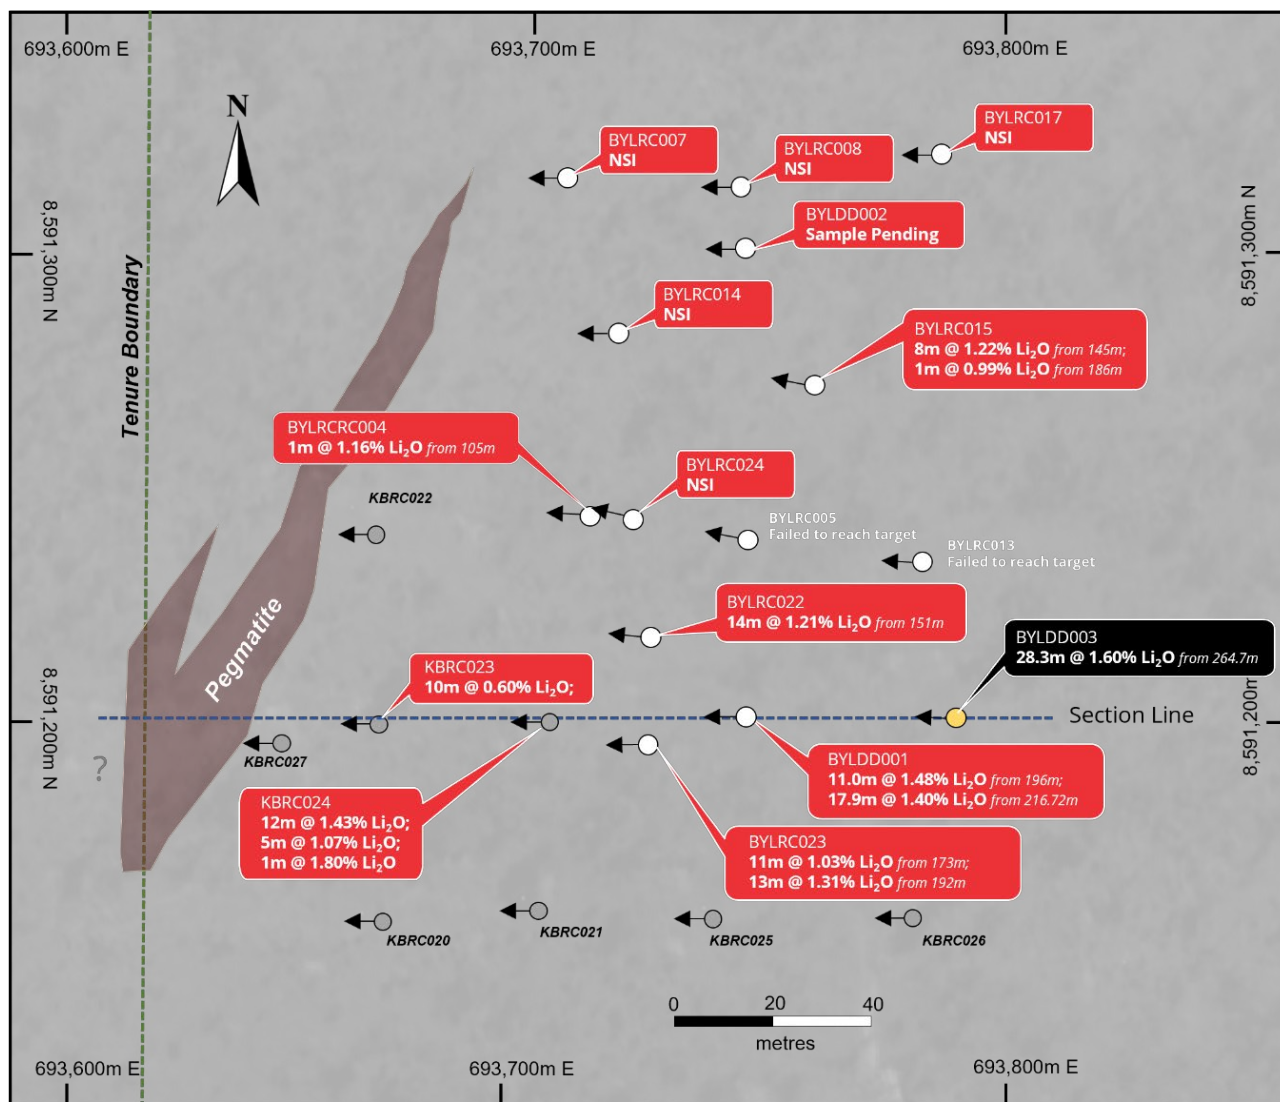 693,600m E
693,700m E
693,800m E
N
BYLRC007
NSI
BYLRC008
NSI
BYLRC017
NSI
BYLDD002
Sample Pending
8,591,300m N
8,591,300m N
Tenure Boundary
BYLRC014
NSI
BYLRC015
8m @ 1.22% Li₂O from 145m;
1m @ 0.99% Li₂O from 186m
BYLRCRC004
1m @ 1.16% Li₂O from 105m
BYLRC024
NSI
KBRC022
BYLRC005
Failed to reach target
BYLRC013
Failed to reach target
BYLRC022
14m @ 1.21% Li₂O from 151m
Pegmatite
BYLDD003
28.3m @ 1.60% Li₂O from 264.7m
KBRC023
10m @ 0.60% Li₂O;
8,591,200m N
8,591,200m N
Section Line
?
KBRC027
BYLDD001
11.0m @ 1.48% Li₂O from 196m;
17.9m @ 1.40% Li₂O from 216.72m
KBRC024
12m @ 1.43% Li₂O;
5m @ 1.07% Li₂O;
1m @ 1.80% Li₂O
BYLRC023
11m @ 1.03% Li₂O from 173m;
13m @ 1.31% Li₂O from 192m
KBRC020
KBRC021
KBRC025
KBRC026
0 20 40
metres
693,600m E
693,700m E
693,800m E